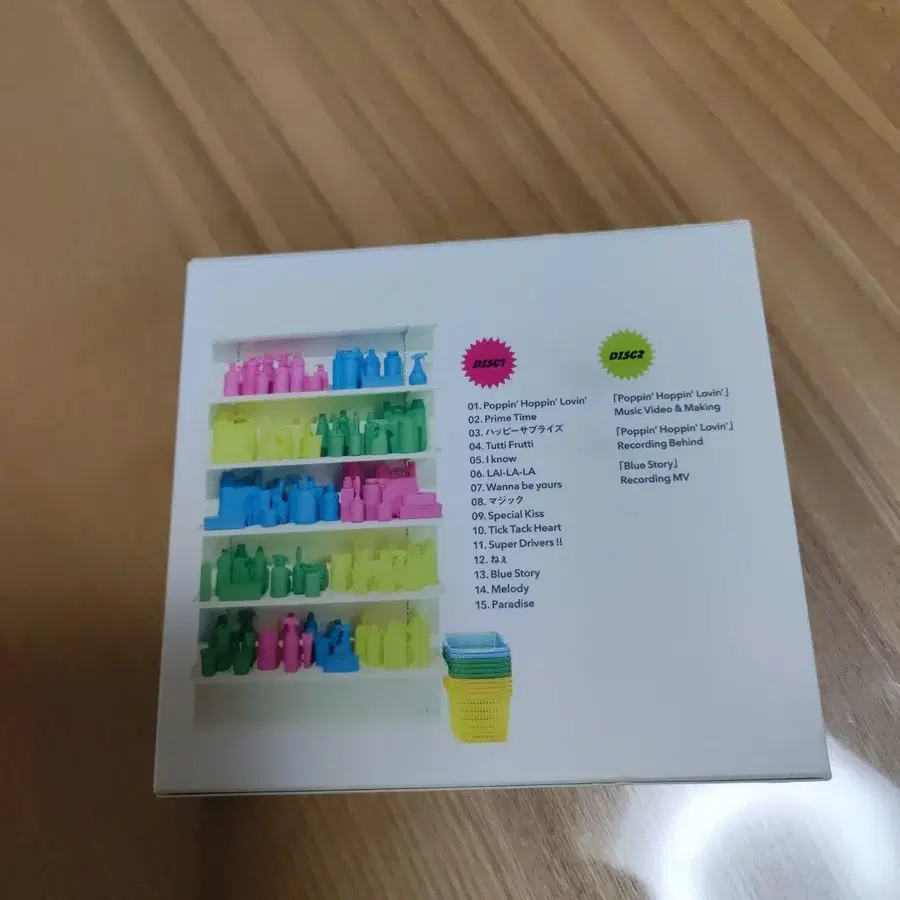 DISC1
01. Poppin' Hoppin' Lovin'
02. Prime Time
03. ハッピーサプライズ
04. Tutti Frutti
05. I know
06. LAI-LA-LA
07. Wanna be yours
08. マジック
09. Special Kiss
10. Tick Tack Heart
11. Super Drivers !!
12. ねぇ
13. Blue Story
14. Melody
15. Paradise
DISC2
「Poppin' Hoppin' Lovin'」
Music Video & Making
「Poppin' Hoppin' Lovin'」
Recording Behind
「Blue Story」
Recording MV